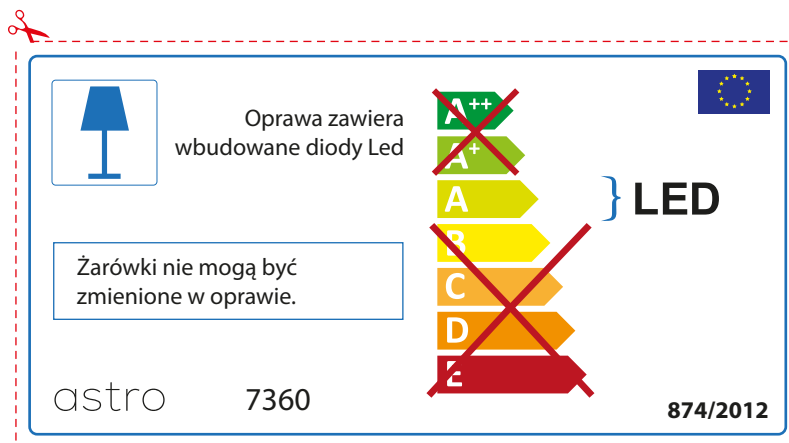 Oprawa zawiera
wbudowane diody Led
A++
A+
A
B
C
D
E
LED
Żarówki nie mogą być
zmienione w oprawie.
astro
7360
874/2012